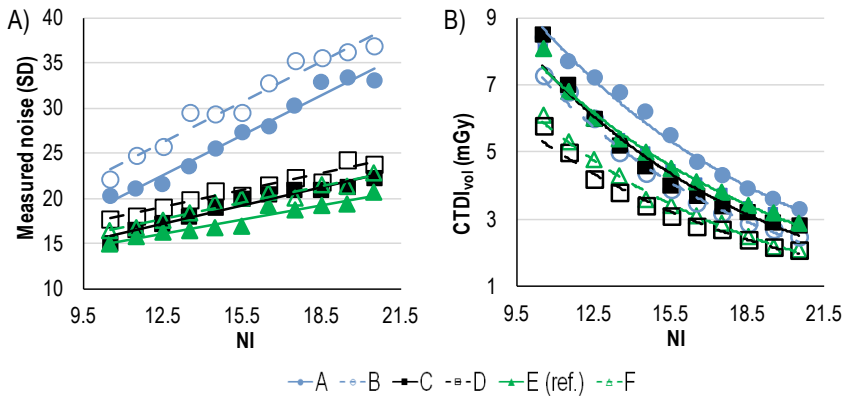 A)
Measured noise (SD)
40
35
30
25
20
15
10
9.5 12.5 15.5 18.5 21.5
NI
B)
CTDIvol (mGy)
9
7
5
3
1
9.5 12.5 15.5 18.5 21.5
NI
A B C D E (ref.) F